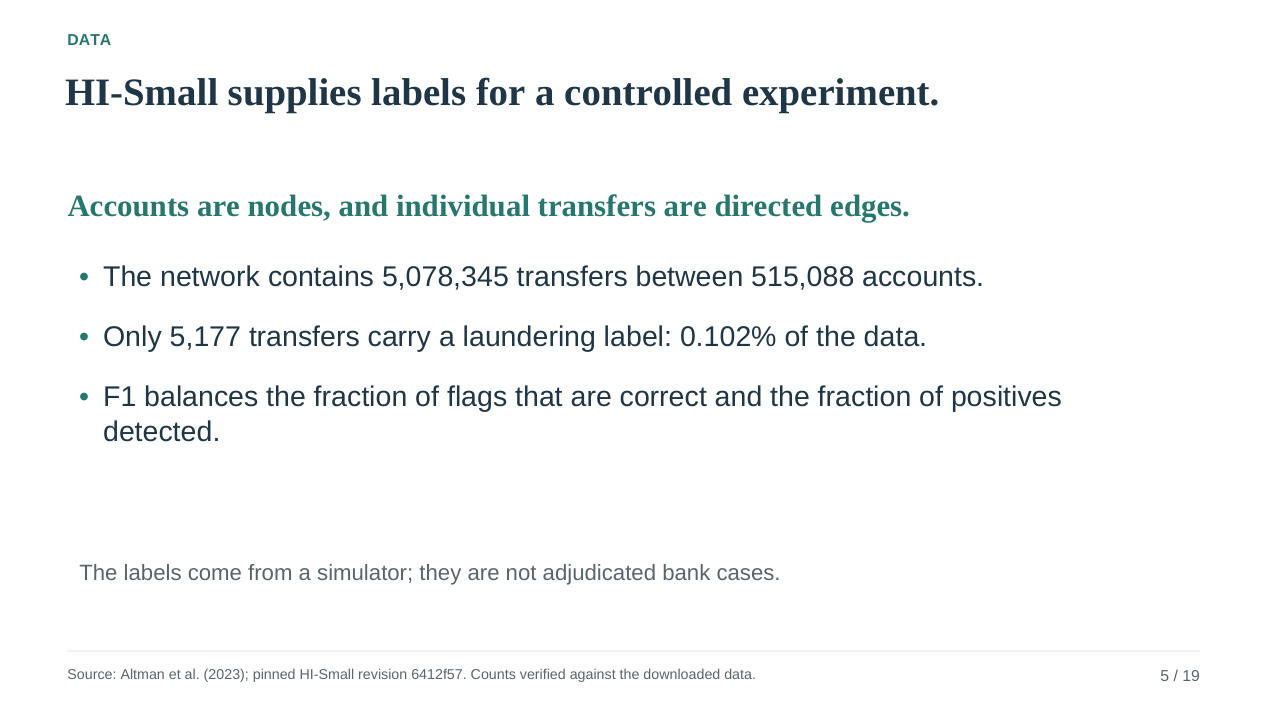 DATA
HI-Small supplies labels for a controlled experiment.
Accounts are nodes, and individual transfers are directed edges.
• The network contains 5,078,345 transfers between 515,088 accounts.
• Only 5,177 transfers carry a laundering label: 0.102% of the data.
• F1 balances the fraction of flags that are correct and the fraction of positives
detected.
The labels come from a simulator; they are not adjudicated bank cases.
Source: Altman et al. (2023); pinned HI-Small revision 6412f57. Counts verified against the downloaded data.
5 / 19